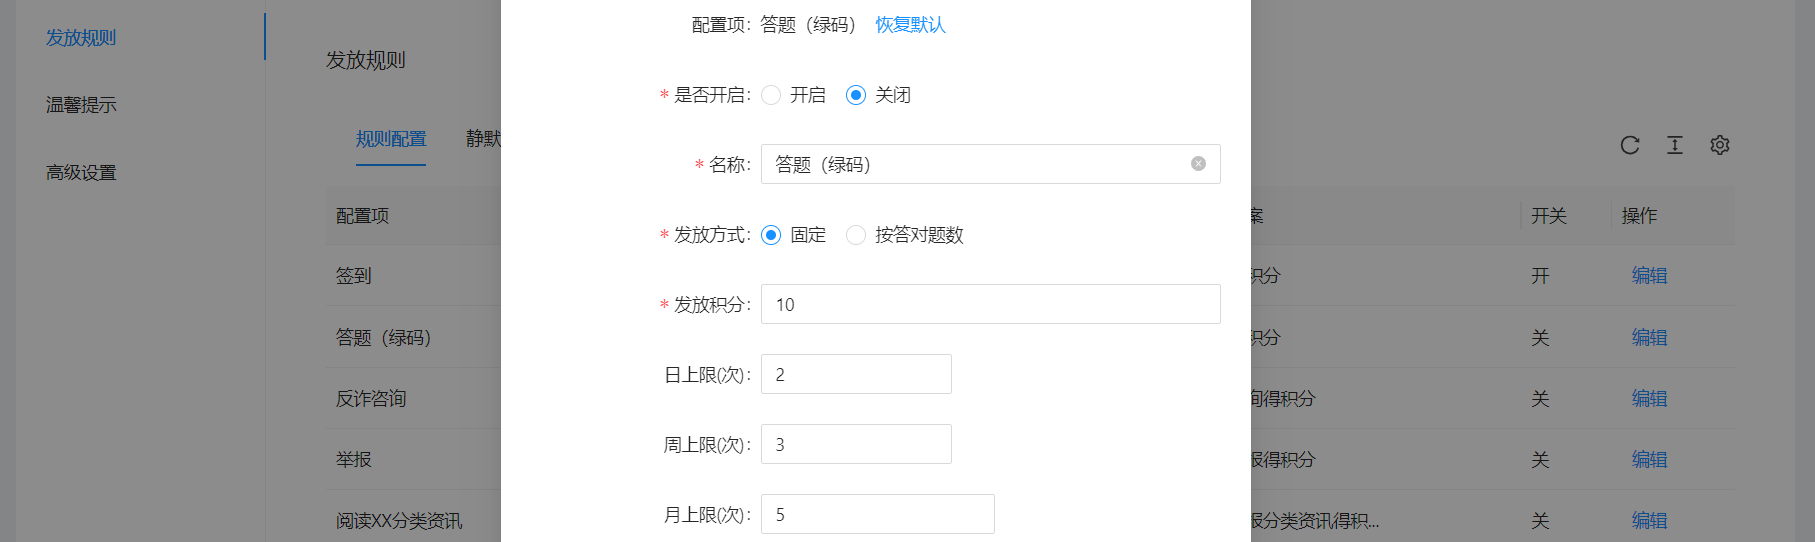 发放规则
温馨提示
高级设置
发放规则
规则配置 静默
配置项 案 开关 操作
签到 积分 开 编辑
答题（绿码） 积分 关 编辑
反诈咨询 询得积分 关 编辑
举报 报得积分 关 编辑
阅读XX分类资讯 报分类资讯得积... 关 编辑
配置项：答题（绿码） 恢复默认
* 是否开启： 开启 关闭
* 名称： 答题（绿码）
* 发放方式： 固定 按答对题数
* 发放积分： 10
日上限(次)： 2
周上限(次)： 3
月上限(次)： 5